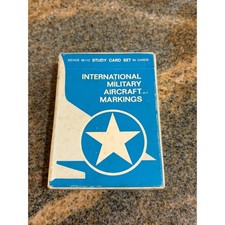 STUDY CARD SET
INTERNATIONAL
MILITARY
AIRCRAFT
MARKINGS